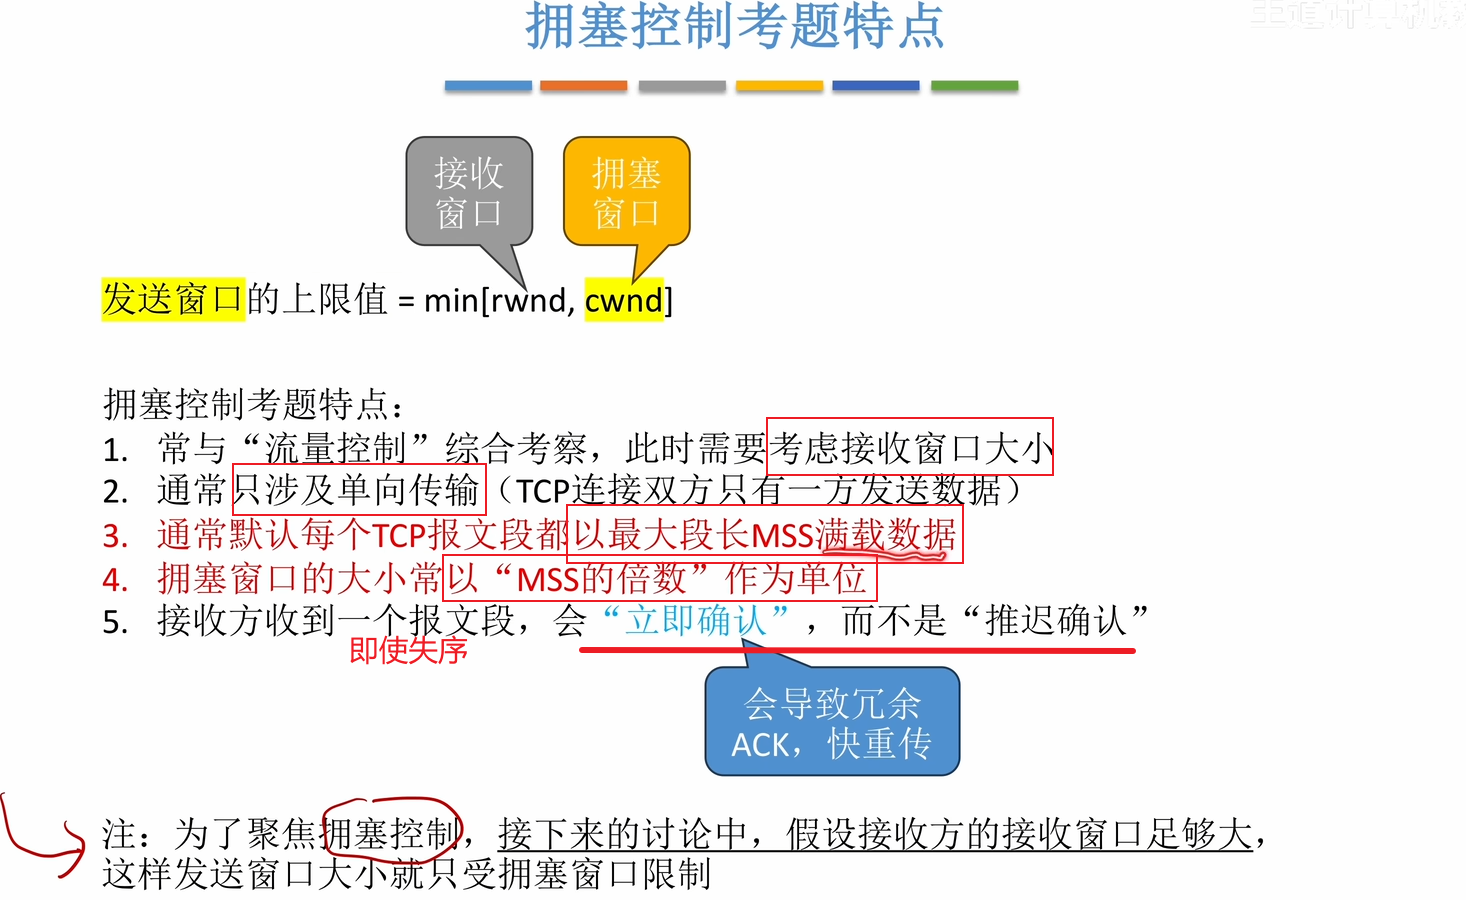 拥塞控制考题特点
王道计算机教
接收
窗口
拥塞
窗口
发送窗口的上限值 = min[rwnd, cwnd]
拥塞控制考题特点：
1. 常与“流量控制”综合考察，此时需要考虑接收窗口大小
2. 通常只涉及单向传输（TCP连接双方只有一方发送数据）
3. 通常默认每个TCP报文段都以最大段长MSS满载数据
4. 拥塞窗口的大小常以“MSS的倍数”作为单位
5. 接收方收到一个报文段，会“立即确认”，而不是“推迟确认”
即使失序
会导致冗余
ACK，快重传
注：为了聚焦拥塞控制，接下来的讨论中，假设接收方的接收窗口足够大，
这样发送窗口大小就只受拥塞窗口限制